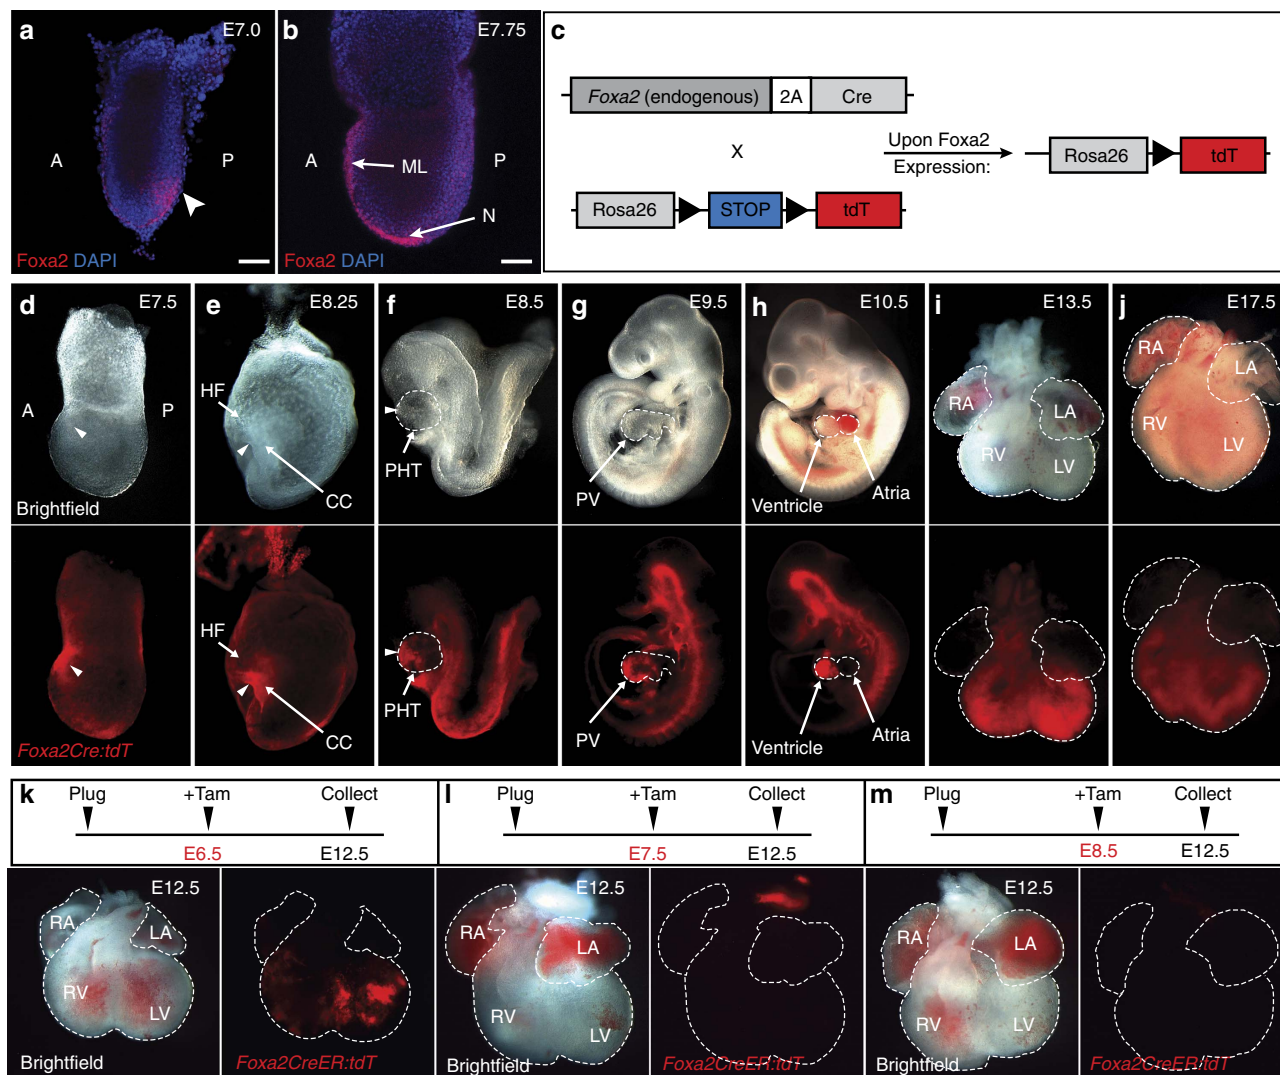 a
E7.0
A
P
Foxa2 DAPI
b
E7.75
A
ML
P
N
Foxa2 DAPI
c
Foxa2 (endogenous)
2A
Cre
X
Upon Foxa2
Expression:
Rosa26
tdT
Rosa26
STOP
tdT
d
E7.5
A
P
Brightfield
Foxa2Cre:tdT
e
E8.25
HF
CC
HF
CC
f
E8.5
PHT
PHT
g
E9.5
PV
PV
h
E10.5
Ventricle
Atria
Ventricle
Atria
i
E13.5
RA
LA
RV
LV
j
E17.5
RA
LA
RV
LV
k
Plug
+Tam
Collect
E6.5
E12.5
E12.5
RA
LA
RV
LV
Brightfield
Foxa2CreER:tdT
l
Plug
+Tam
Collect
E7.5
E12.5
E12.5
RA
LA
RV
LV
Brightfield
Foxa2CreER:tdT
m
Plug
+Tam
Collect
E8.5
E12.5
E12.5
RA
LA
RV
LV
Brightfield
Foxa2CreER:tdT